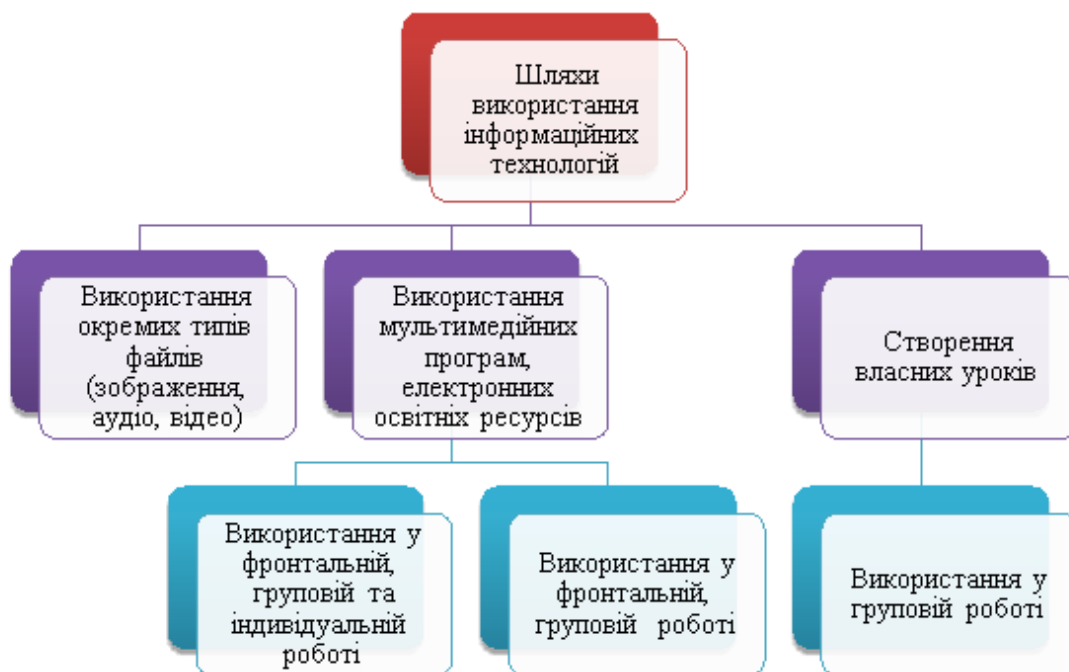 Шляхи
використання
інформаційних
технологій
Використання
окремих типів
файлів
(зображення,
аудіо, відео)
Використання
мультимедійних
програм,
електронних
освітніх ресурсів
Створення
власних уроків
Використання у
фронтальній,
груповій та
індивідуальній
роботі
Використання у
фронтальній,
груповій роботі
Використання у
груповій роботі